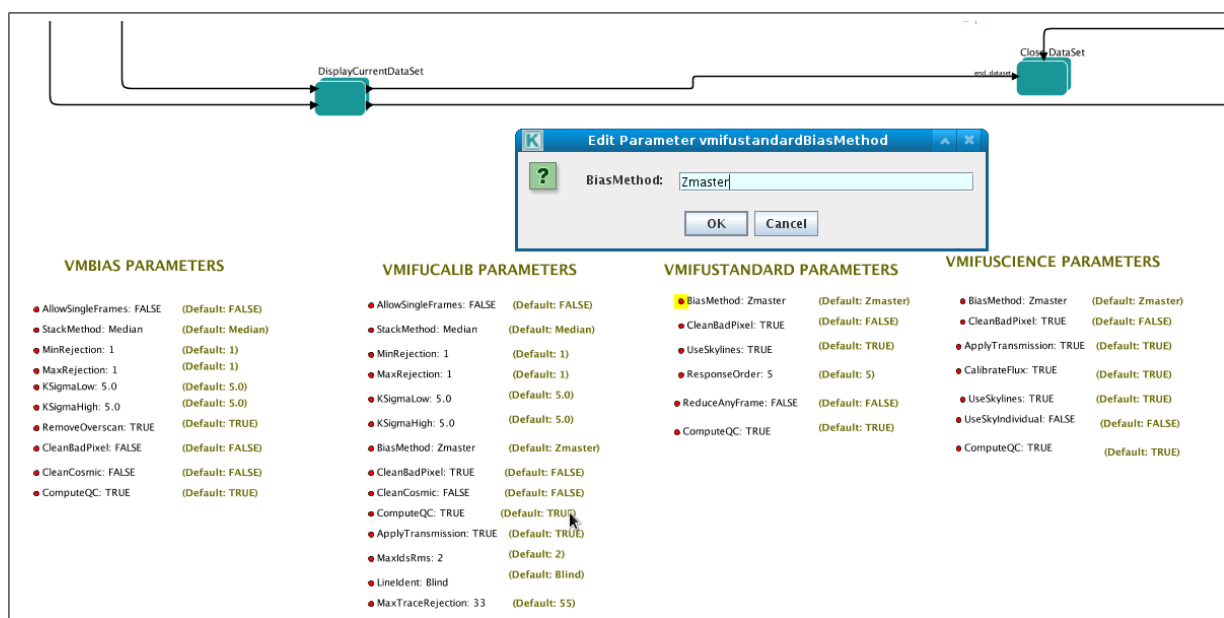 DisplayCurrentDataSet
Close DataSet
end_dataset
Edit Parameter vmifustandardBiasMethod
BiasMethod: Zmaster
OK Cancel
VMBIAS PARAMETERS
AllowSingleFrames: FALSE (Default: FALSE)
StackMethod: Median (Default: Median)
MinRejection: 1 (Default: 1)
MaxRejection: 1 (Default: 1)
KSigmaLow: 5.0 (Default: 5.0)
KSigmaHigh: 5.0 (Default: 5.0)
RemoveOverscan: TRUE (Default: TRUE)
CleanBadPixel: FALSE (Default: FALSE)
CleanCosmic: FALSE (Default: FALSE)
ComputeQC: TRUE (Default: TRUE)
VMIFUCALIB PARAMETERS
AllowSingleFrames: FALSE (Default: FALSE)
StackMethod: Median (Default: Median)
MinRejection: 1 (Default: 1)
MaxRejection: 1 (Default: 1)
KSigmaLow: 5.0 (Default: 5.0)
KSigmaHigh: 5.0 (Default: 5.0)
BiasMethod: Zmaster (Default: Zmaster)
CleanBadPixel: TRUE (Default: FALSE)
CleanCosmic: FALSE (Default: FALSE)
ComputeQC: TRUE (Default: TRUE)
ApplyTransmission: TRUE (Default: TRUE)
MaxIdsRms: 2 (Default: 2)
LineIdent: Blind (Default: Blind)
MaxTraceRejection: 33 (Default: 55)
VMIFUSTANDARD PARAMETERS
BiasMethod: Zmaster (Default: Zmaster)
CleanBadPixel: TRUE (Default: FALSE)
UseSkylines: TRUE (Default: TRUE)
ResponseOrder: 5 (Default: 5)
ReduceAnyFrame: FALSE (Default: FALSE)
ComputeQC: TRUE (Default: TRUE)
VMIFUSCIENCE PARAMETERS
BiasMethod: Zmaster (Default: Zmaster)
CleanBadPixel: TRUE (Default: FALSE)
ApplyTransmission: TRUE (Default: TRUE)
CalibrateFlux: TRUE (Default: TRUE)
UseSkylines: TRUE (Default: TRUE)
UseSkyIndividual: FALSE (Default: FALSE)
ComputeQC: TRUE (Default: TRUE)